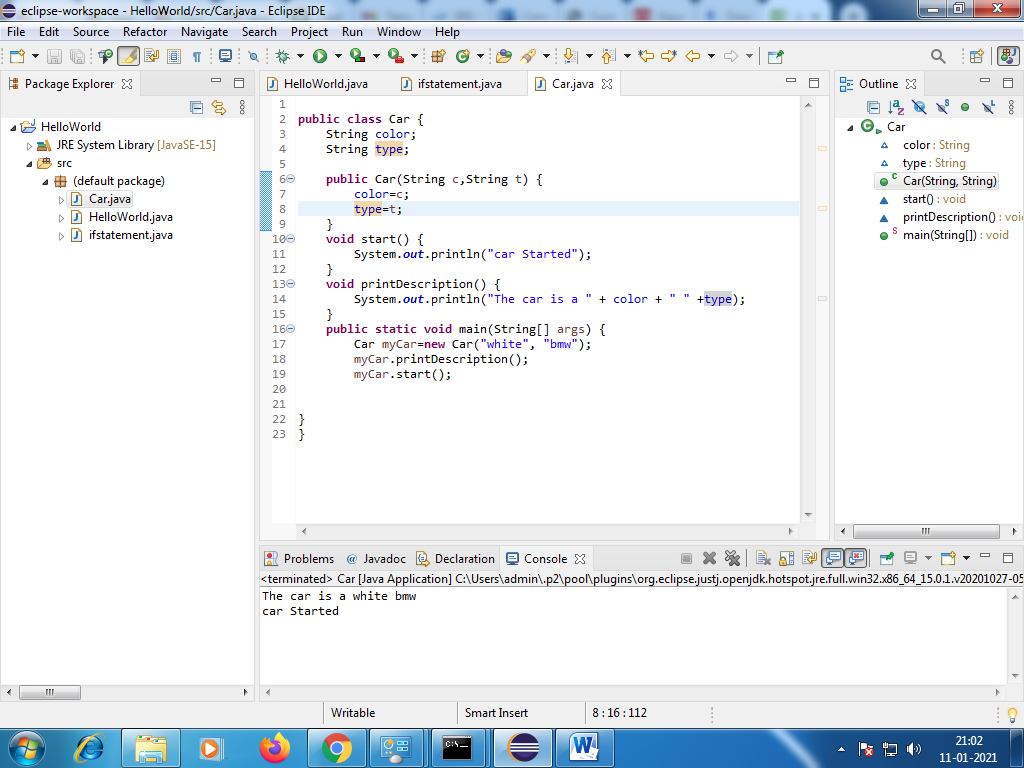 eclipse-workspace - HelloWorld/src/Car.java - Eclipse IDE
File Edit Source Refactor Navigate Search Project Run Window Help
Package Explorer
HelloWorld
JRE System Library [JavaSE-15]
src
(default package)
Car.java
HelloWorld.java
ifstatement.java
HelloWorld.java ifstatement.java Car.java
1
2 public class Car {
3 String color;
4 String type;
5
6 public Car(String c,String t) {
7 color=c;
8 type=t;
9 }
10 void start() {
11 System.out.println("car Started");
12 }
13 void printDescription() {
14 System.out.println("The car is a " + color + " " +type);
15 }
16 public static void main(String[] args) {
17 Car myCar=new Car("white", "bmw");
18 myCar.printDescription();
19 myCar.start();
20
21
22 }
23 }
Outline
Car
color : String
type : String
Car(String, String)
start() : void
printDescription() : voi
main(String[]) : void
Problems @ Javadoc Declaration Console
<terminated> Car [Java Application] C:\Users\admin\.p2\pool\plugins\org.eclipse.justj.openjdk.hotspot.jre.full.win32.x86_64_15.0.1.v20201027-05
The car is a white bmw
car Started
Writable Smart Insert 8 : 16 : 112
21:02
11-01-2021